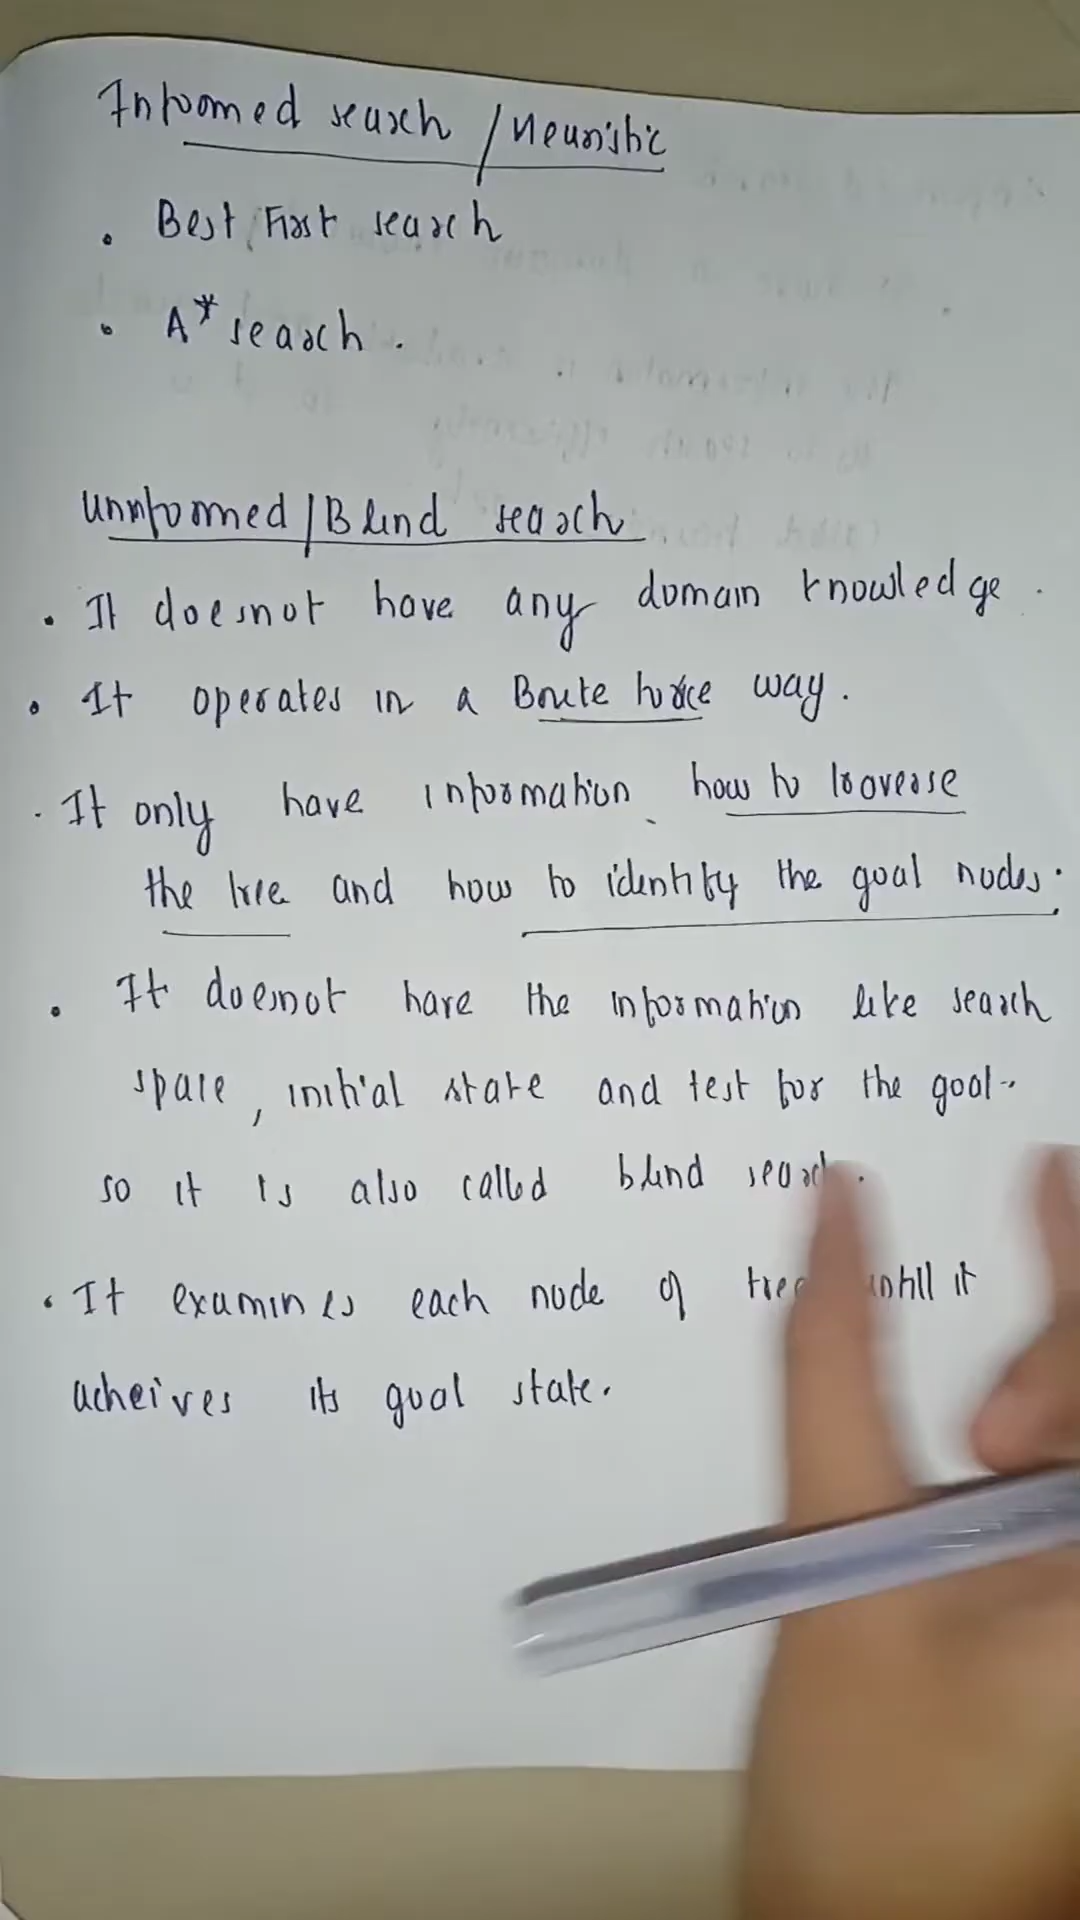 Informed search / Heuristic
• Best First search
• A* search.
Uninformed / Blind search
• It doesnot have any domain knowledge.
• It operates in a Brute force way.
• It only have information how to traverse
the tree and how to identify the goal nodes.
• It doesnot have the information like search
space, initial state and test for the goal.
so it is also called blind search.
• It examines each node of tree untill it
acheives its goal state.